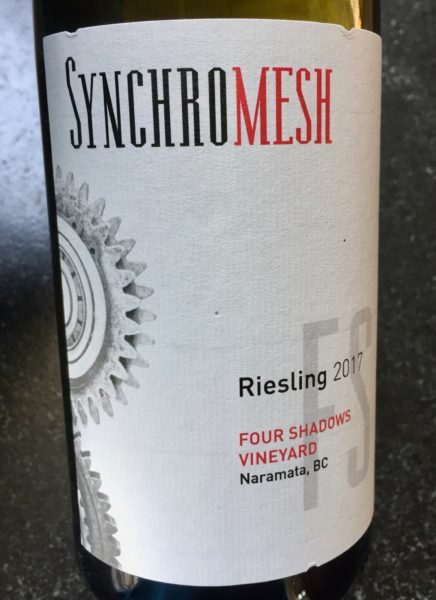 SYNCHROMESH
Riesling 2017
FS
FOUR SHADOWS
VINEYARD
Naramata, BC